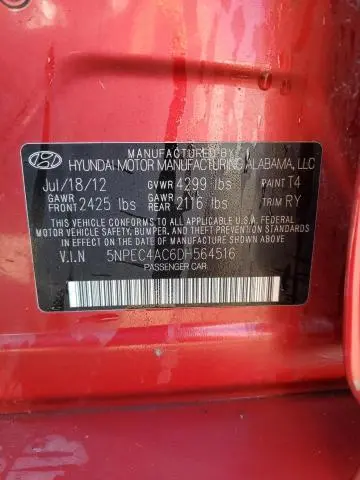 MANUFACTURED BY
HYUNDAI MOTOR MANUFACTURING ALABAMA, LLC
Jul/18/12 GVWR 4299 lbs PAINT T4
GAWR FRONT 2425 lbs GAWR REAR 2116 lbs TRIM RY
THIS VEHICLE CONFORMS TO ALL APPLICABLE U.S. FEDERAL
MOTOR VEHICLE SAFETY, BUMPER, AND THEFT PREVENTION STANDARDS
IN EFFECT ON THE DATE OF MANUFACTURE SHOWN ABOVE.
V.I.N 5NPEC4AC6DH564516
PASSENGER CAR